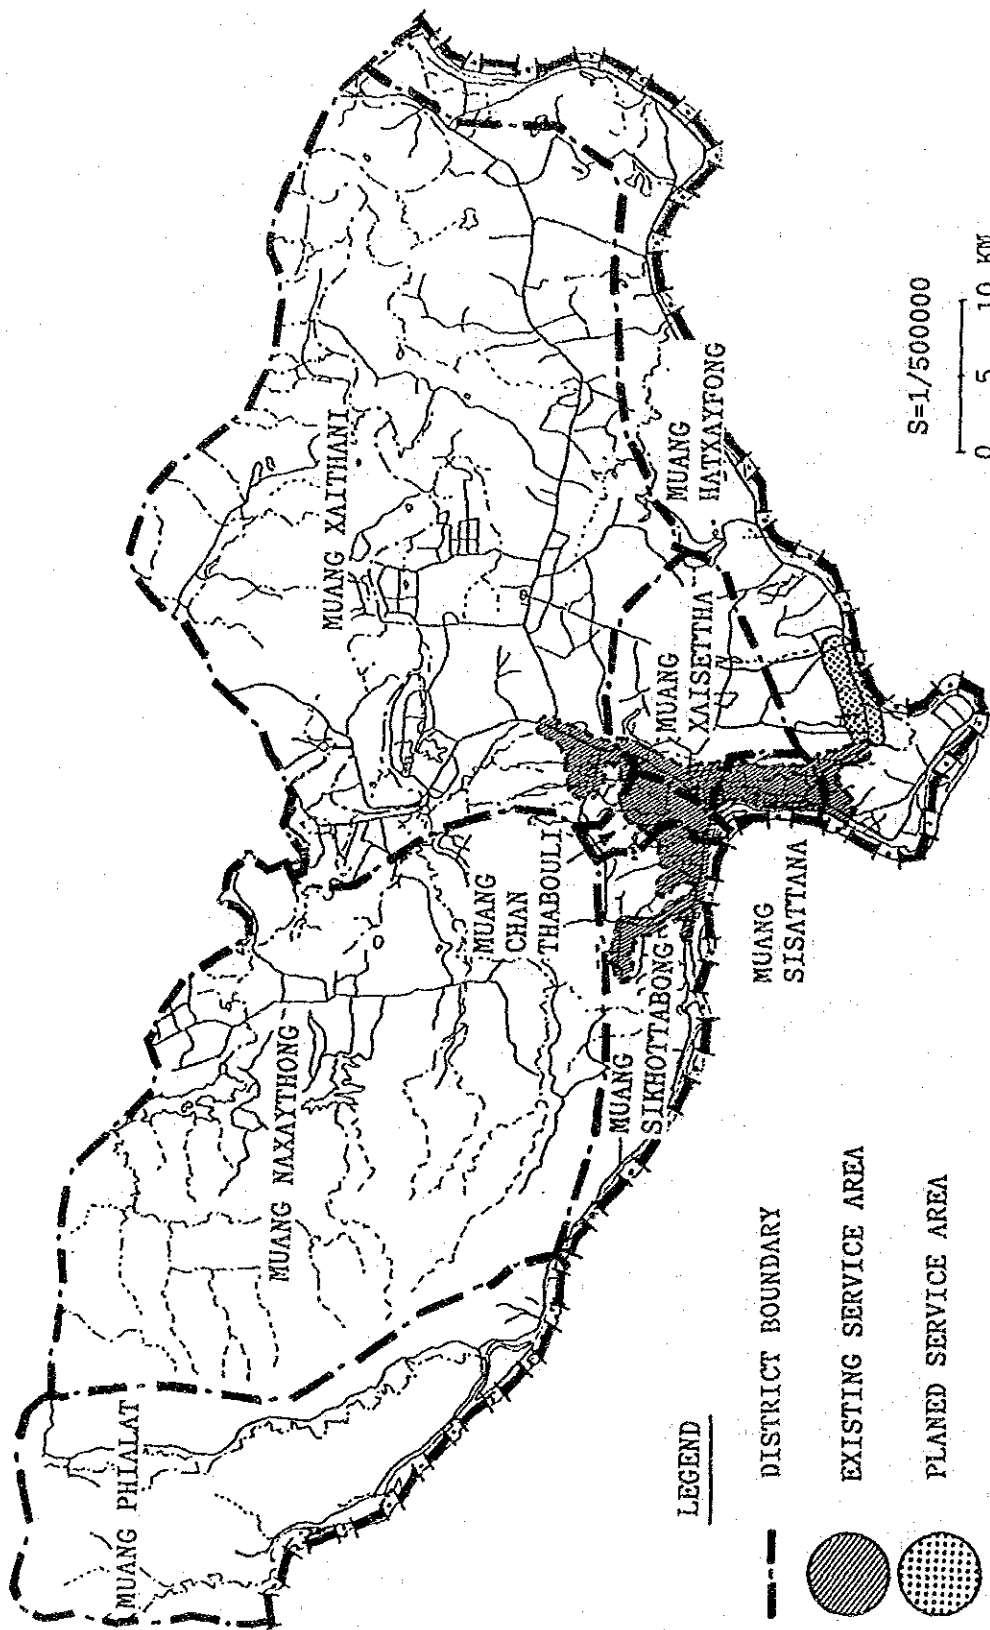 MUANG PHIALAT
MUANG NAXAYTHONG
MUANG XAITHANI
MUANG
CHAN
THABOULI
MUANG
SIKHOTTABONG
MUANG
XAISETTHA
MUANG
HATXAYFONG
MUANG
SISATTANA
LEGEND
DISTRICT BOUNDARY
EXISTING SERVICE AREA
PLANED SERVICE AREA
S=1/500000
0 5 10 KM